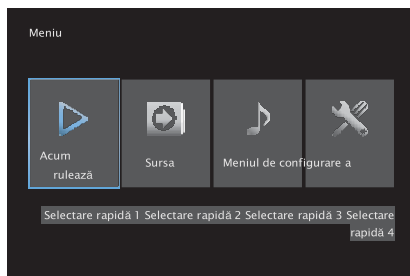 Meniu
Acum
rulează
Sursa
Meniul de configurare a
Selectare rapidă 1 Selectare rapidă 2 Selectare rapidă 3 Selectare
rapidă 4